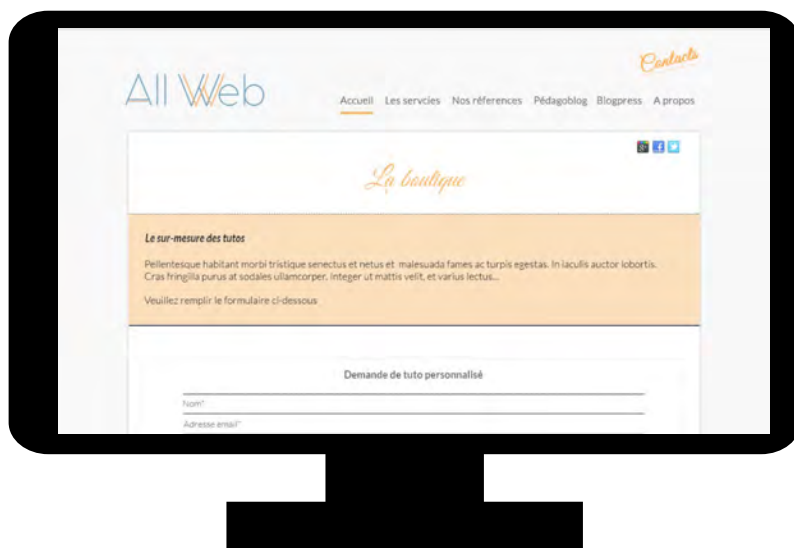 Contacts
All Web
Accueil Les servcies Nos réferences Pédagoblog Blogpress A propos
La boutique
Le sur-mesure des tutos
Pellentesque habitant morbi tristique senectus et netus et malesuada fames ac turpis egestas. In iaculis auctor lobortis.
Cras fringilla purus at sodales ullamcorper. Integer ut mattis velit, et varius lectus...
Veuillez remplir le formulaire ci-dessous
Demande de tuto personnalisé
Nom*
Adresse email*